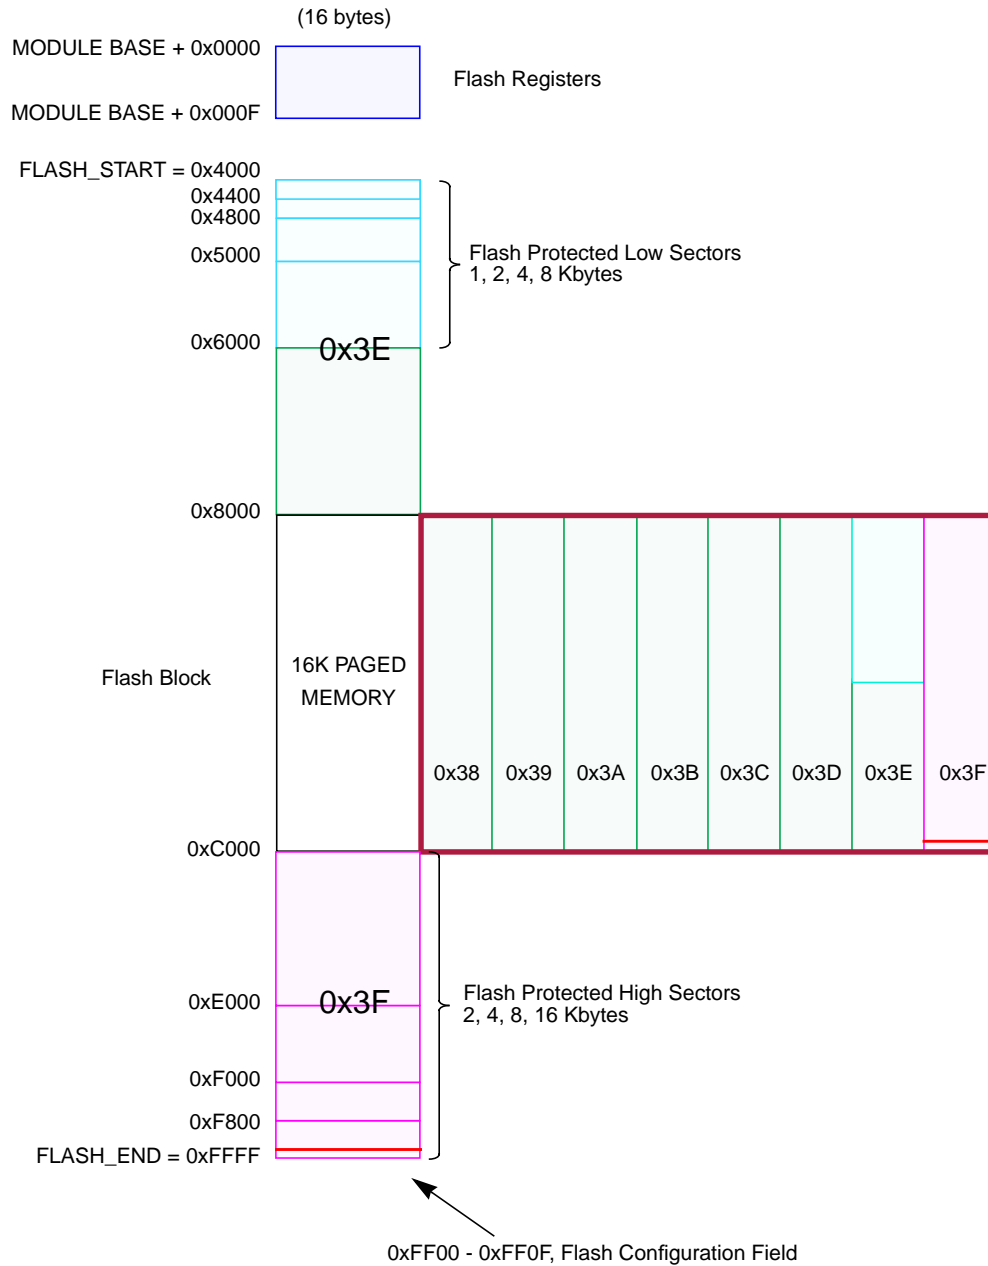 (16 bytes)
MODULE BASE + 0x0000
Flash Registers
MODULE BASE + 0x000F
FLASH_START = 0x4000
0x4400
0x4800
0x5000
Flash Protected Low Sectors
1, 2, 4, 8 Kbytes
0x6000
0x3E
0x8000
Flash Block
16K PAGED
MEMORY
0x38
0x39
0x3A
0x3B
0x3C
0x3D
0x3E
0x3F
0xC000
0xE000
0x3F
Flash Protected High Sectors
2, 4, 8, 16 Kbytes
0xF000
0xF800
FLASH_END = 0xFFFF
0xFF00 - 0xFF0F, Flash Configuration Field